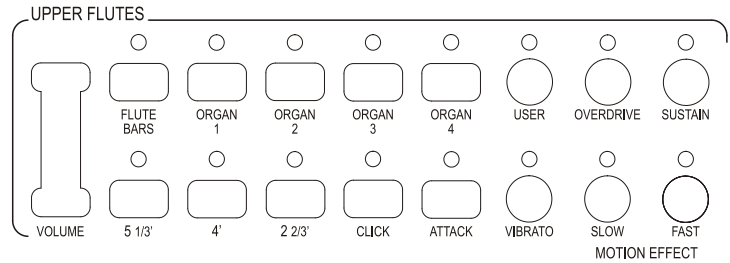 UPPER FLUTES
FLUTE BARS
ORGAN 1
ORGAN 2
ORGAN 3
ORGAN 4
USER
OVERDRIVE
SUSTAIN
VOLUME
5 1/3'
4'
2 2/3'
CLICK
ATTACK
VIBRATO
SLOW
FAST
MOTION EFFECT